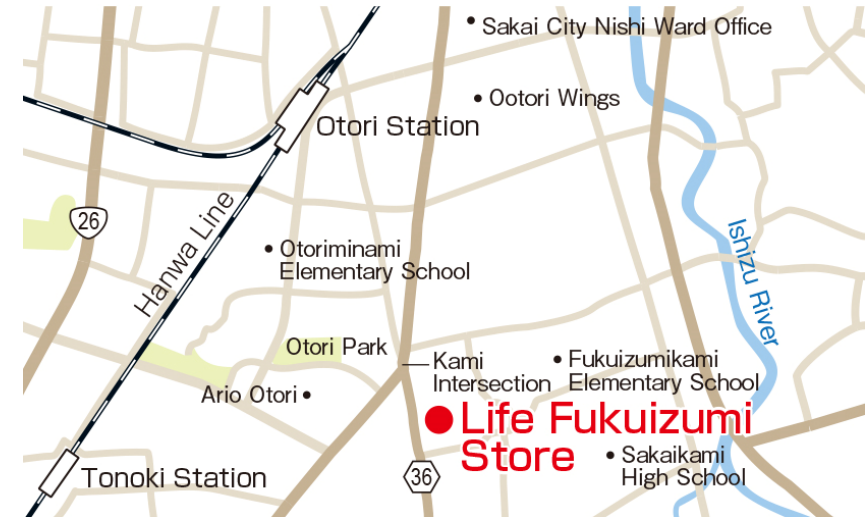 Sakai City Nishi Ward Office
Ootori Wings
Otori Station
26
Hanwa Line
Otoriminami
Elementary School
Ishizu River
Otori Park
Kami
Intersection
Fukuizumikami
Elementary School
Ario Otori
Life Fukuizumi
Store
Sakaikami
High School
Tonoki Station
36